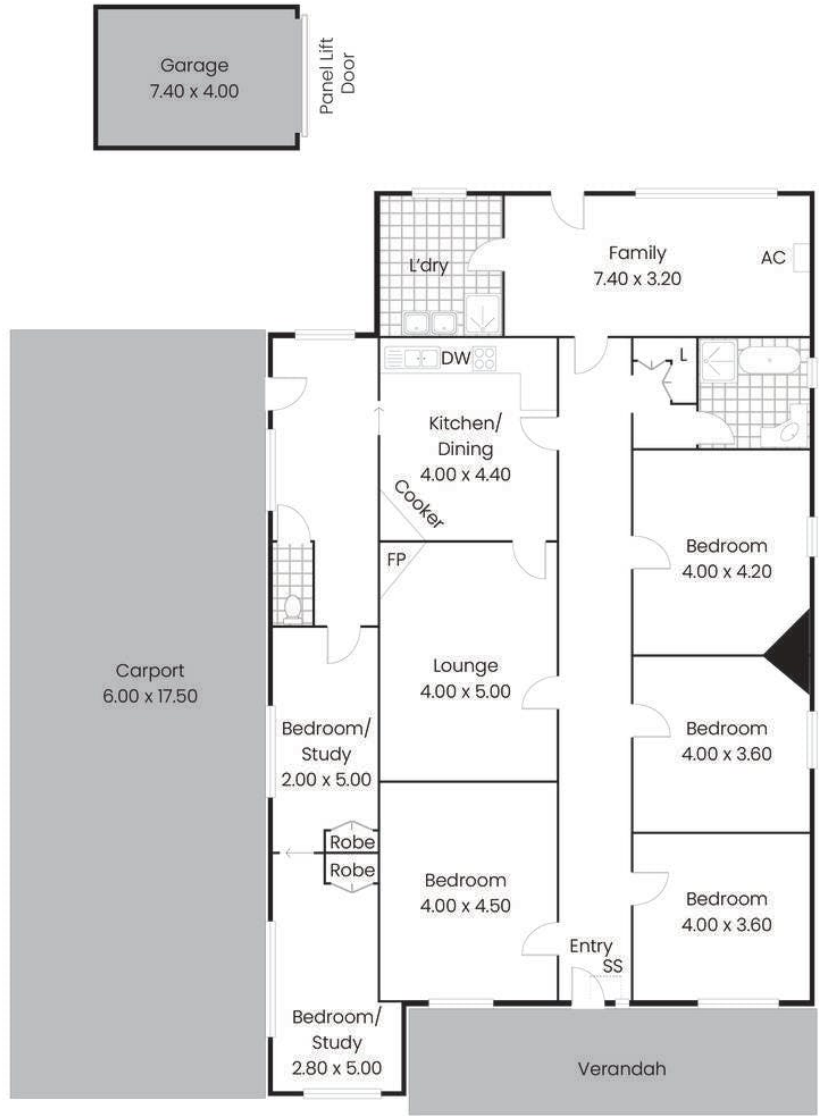 Garage
7.40 x 4.00
Panel Lift
Door
L'dry
Family
7.40 x 3.20
AC
DW
L
Kitchen/
Dining
4.00 x 4.40
Cooker
FP
Bedroom
4.00 x 4.20
Carport
6.00 x 17.50
Lounge
4.00 x 5.00
Bedroom/
Study
2.00 x 5.00
Bedroom
4.00 x 3.60
Robe
Robe
Bedroom
4.00 x 4.50
Bedroom
4.00 x 3.60
Entry
SS
Bedroom/
Study
2.80 x 5.00
Verandah